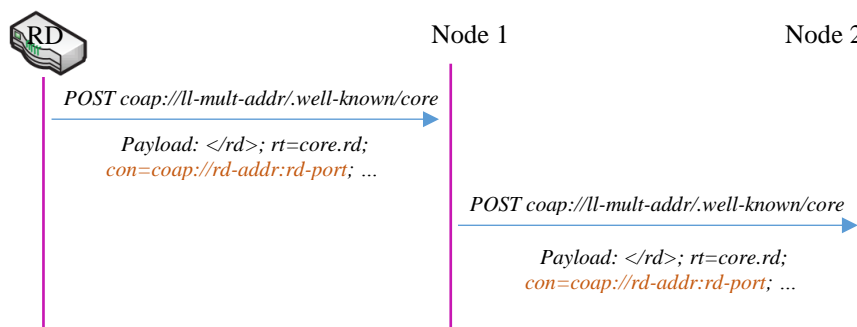 RD
Node 1
Node 2
POST coap://ll-mult-addr/.well-known/core
Payload: </rd>; rt=core.rd;
con=coap://rd-addr:rd-port; ...
POST coap://ll-mult-addr/.well-known/core
Payload: </rd>; rt=core.rd;
con=coap://rd-addr:rd-port; ...